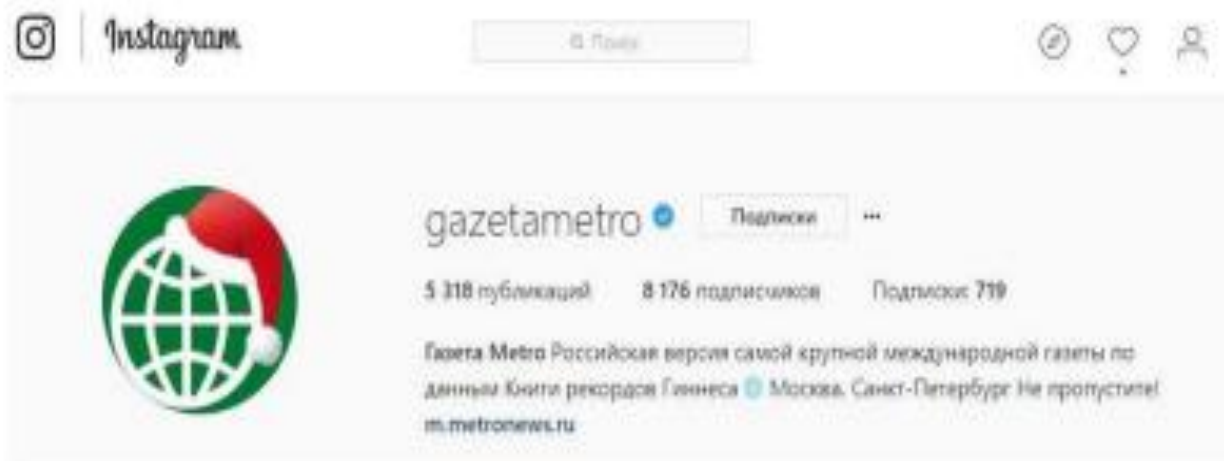 Instagram
Поиск
gazetametro Подписки ...
5 318 публикаций 8 176 подписчиков Подписки: 719
Газета Metro Российская версия самой крупной международной газеты по
данным Книги рекордов Гиннеса Москва. Санкт-Петербург Не пропустите!
m.metronews.ru